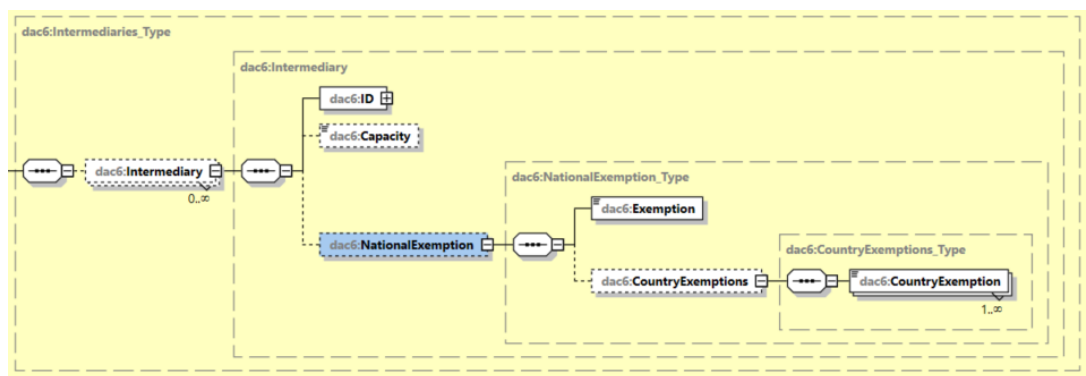 dac6:Intermediaries_Type
dac6:Intermediary
dac6:ID
dac6:Capacity
dac6:NationalExemption_Type
dac6:Intermediary
0..∞
dac6:Exemption
dac6:NationalExemption
dac6:CountryExemptions_Type
dac6:CountryExemptions
dac6:CountryExemption
1..∞